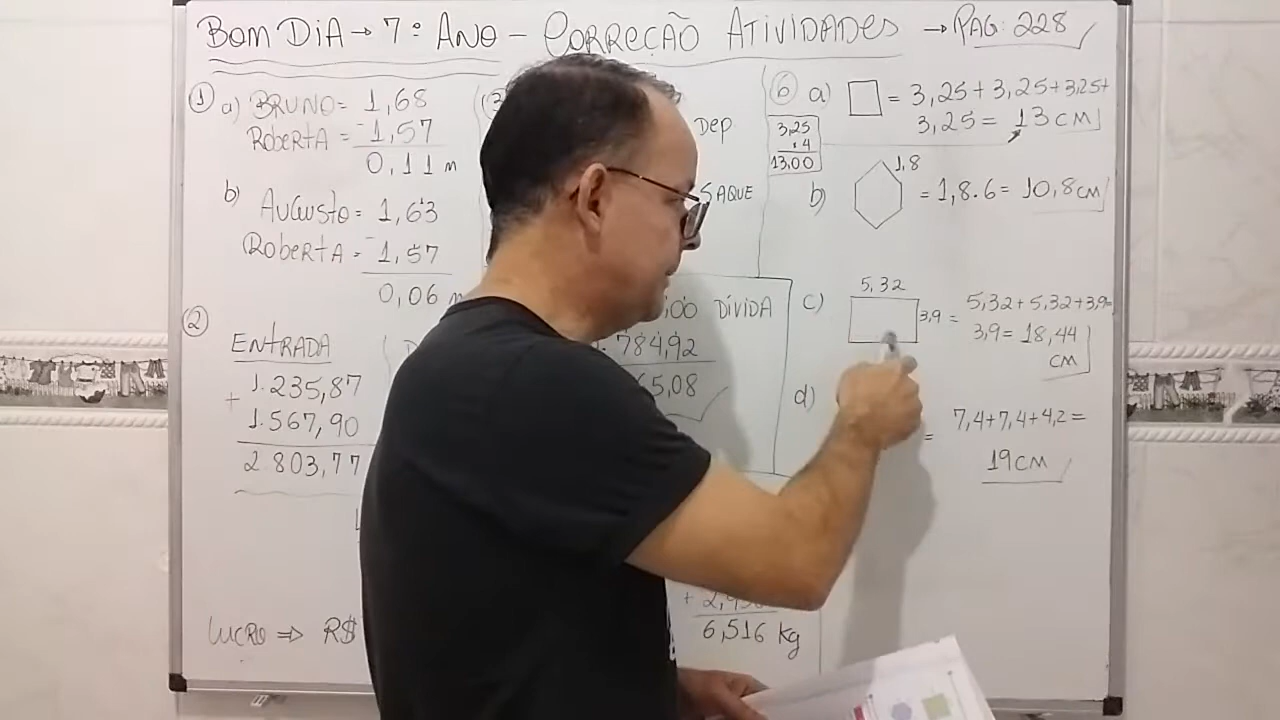 BOM DIA → 7º ANO - CORREÇÃO ATIVIDADES → PAG: 228
1 a) BRUNO = 1,68
ROBERTA = - 1,57
0,11 m
b) AUGUSTO = 1,63
ROBERTA = - 1,57
0,06 m
2
ENTRADA
1.235,87
+ 1.567,90
2.803,77
LUCRO ⇒ R$
DEP.
SAQUE
DÍVIDA
784,92
5,08
6,516 kg
6 a) = 3,25 + 3,25 + 3,25 +
3,25 = 13 cm
3,25
. 4
13,00
b) 1,8 = 1,8 . 6 = 10,8 cm
c) 5,32 3,9 = 5,32 + 5,32 + 3,9 +
3,9 = 18,44
cm
d) = 7,4 + 7,4 + 4,2 =
19 cm